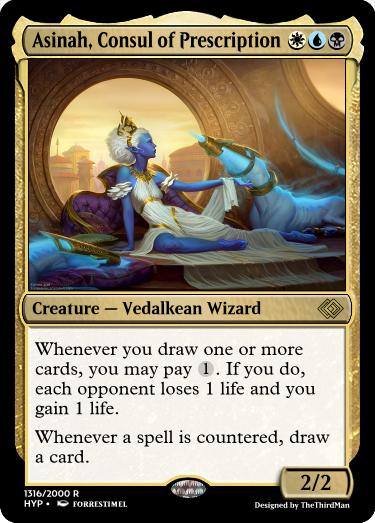 Asinah, Consul of Prescription
Creature — Vedalkean Wizard
Whenever you draw one or more
cards, you may pay 1. If you do,
each opponent loses 1 life and you
gain 1 life.
Whenever a spell is countered, draw
a card.
2/2
1316/2000 R
HYP • FORRESTIMEL
Designed by TheThirdMan